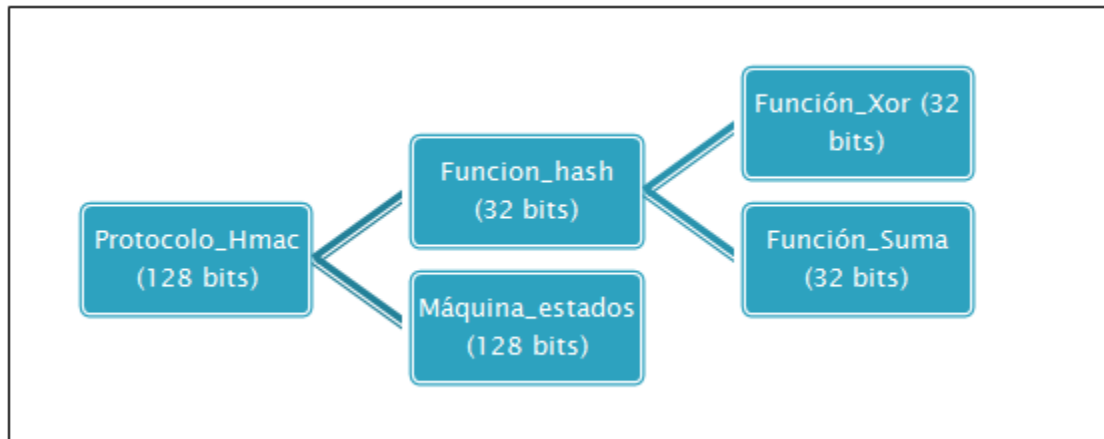 Protocolo_Hmac
(128 bits)
Funcion_hash
(32 bits)
Máquina_estados
(128 bits)
Función_Xor (32
bits)
Función_Suma
(32 bits)